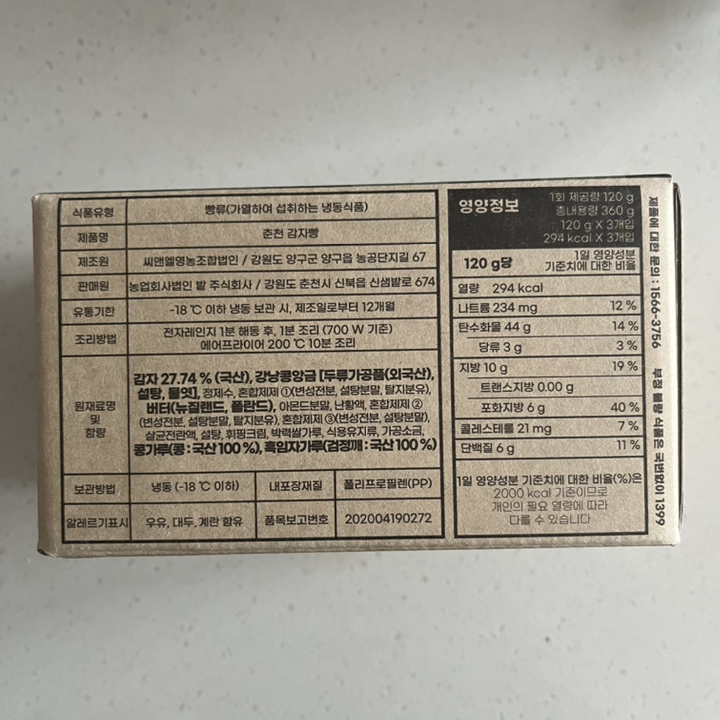 식품유형 빵류(가열하여 섭취하는 냉동식품)
제품명 춘천 감자빵
제조원 씨앤엘영농조합법인 / 강원도 양구군 양구읍 농공단지길 67
판매원 농업회사법인 밭 주식회사 / 강원도 춘천시 신북읍 신샘밭로 674
유통기한 -18 ℃ 이하 냉동 보관 시, 제조일로부터 12개월
조리방법 전자레인지 1분 해동 후, 1분 조리 (700 W 기준)
에어프라이어 200 ℃ 10분 조리
원재료명 및 함량
감자 27.74 % (국산), 강낭콩앙금 [두류가공품(외국산),
설탕, 물엿], 정제수, 혼합제제 ①(변성전분, 설탕분말, 탈지분유),
버터(뉴질랜드, 폴란드), 아몬드분말, 난황액, 혼합제제 ②
(변성전분, 설탕분말, 탈지분유), 혼합제제 ③(변성전분, 설탕분말),
살균전란액, 설탕, 휘핑크림, 박력쌀가루, 식용유지류, 가공소금,
콩가루(콩 : 국산 100 %), 흑임자가루(검정깨 : 국산 100 %)
보관방법 냉동 (-18 ℃ 이하) 내포장재질 폴리프로필렌(PP)
알레르기표시 우유, 대두, 계란 함유 품목보고번호 202004190272
영양정보
1회 제공량 120 g
총내용량 360 g
120 g X 3개입
294 kcal X 3개입
120 g당 1일 영양성분
기준치에 대한 비율
열량 294 kcal
나트륨 234 mg 12 %
탄수화물 44 g 14 %
당류 3 g 3 %
지방 10 g 19 %
트랜스지방 0.00 g
포화지방 6 g 40 %
콜레스테롤 21 mg 7 %
단백질 6 g 11 %
1일 영양성분 기준치에 대한 비율(%)은
2000 kcal 기준이므로
개인의 필요 열량에 따라
다를 수 있습니다
제품에 대한 문의 : 1566-3756 부정 불량 식품은 국번없이 1399